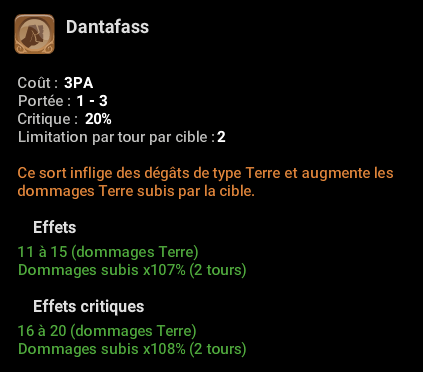 Dantafass
Coût : 3PA
Portée : 1 - 3
Critique : 20%
Limitation par tour par cible : 2
Ce sort inflige des dégâts de type Terre et augmente les
dommages Terre subis par la cible.
Effets
11 à 15 (dommages Terre)
Dommages subis x107% (2 tours)
Effets critiques
16 à 20 (dommages Terre)
Dommages subis x108% (2 tours)